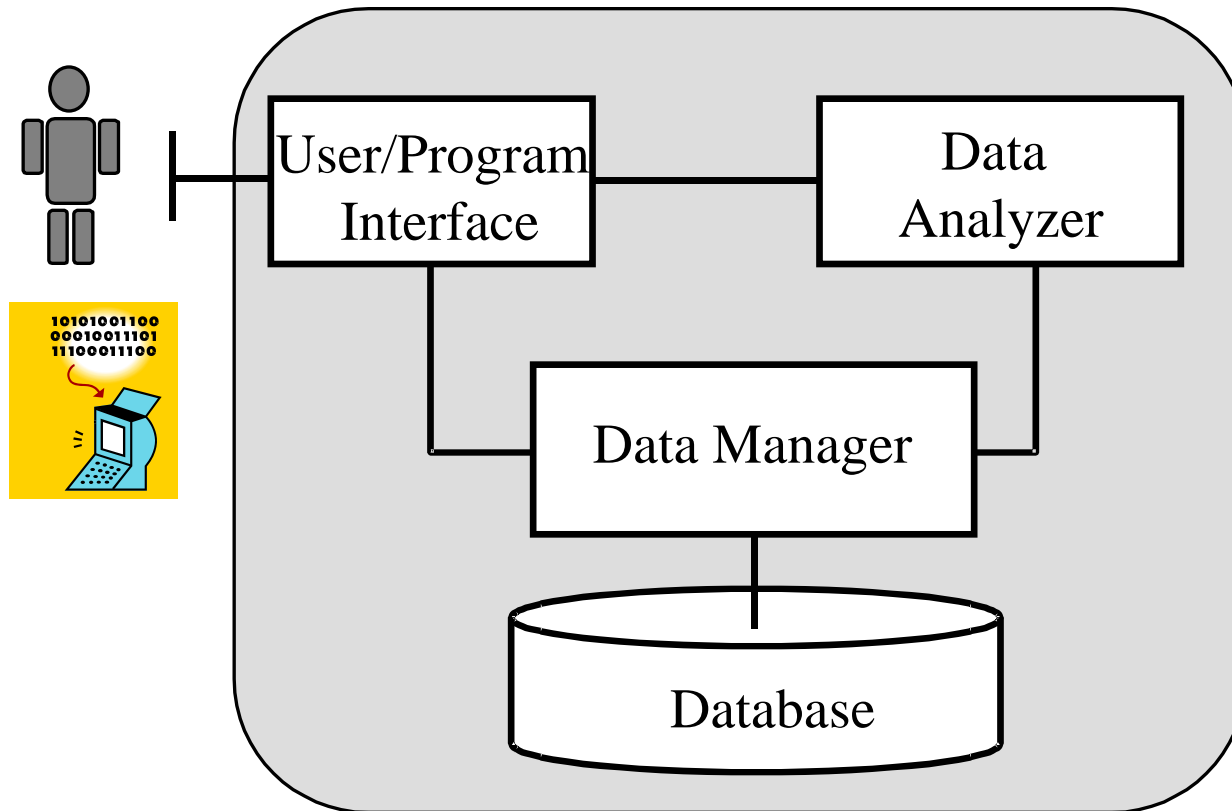 User/Program
Interface
Data
Analyzer
10101001100
00010011101
11100011100
Data Manager
Database